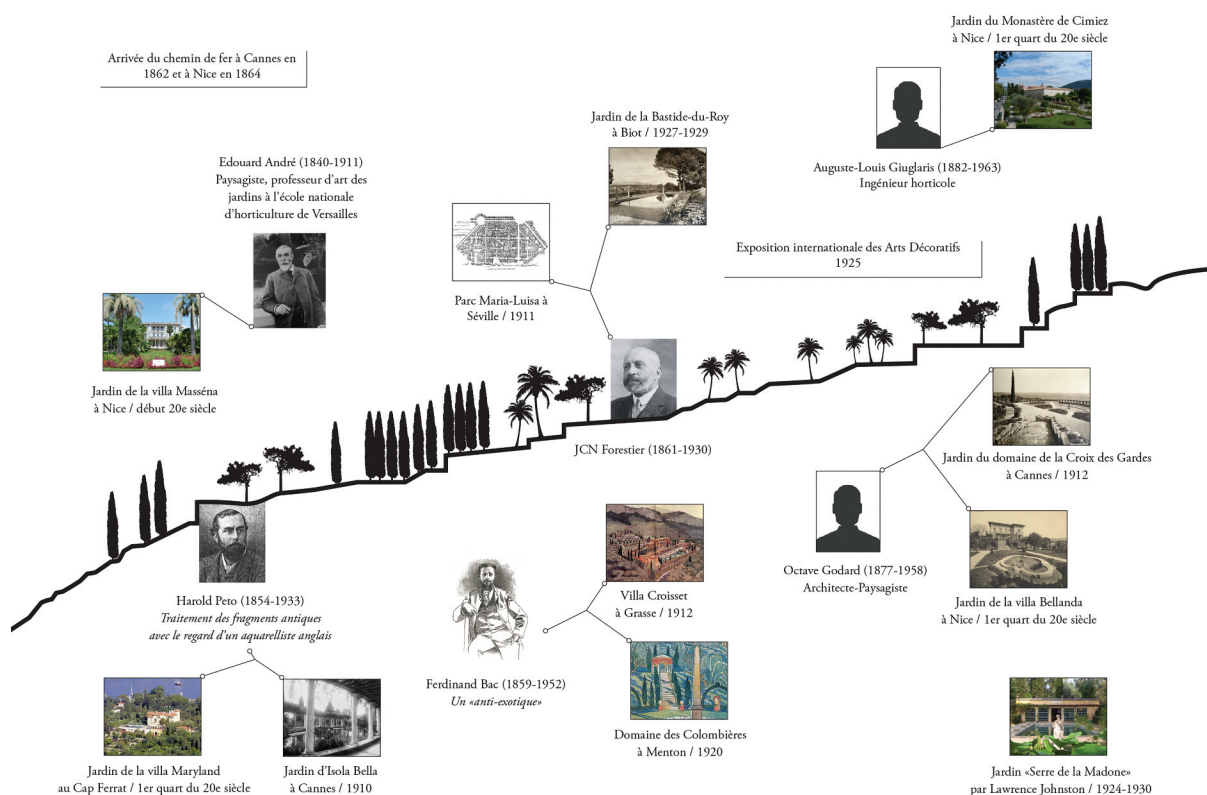 Arrivée du chemin de fer à Cannes en
1862 et à Nice en 1864
Jardin du Monastère de Cimiez
à Nice / 1er quart du 20e siècle
Auguste-Louis Giuglaris (1882-1963)
Ingénieur horticole
Jardin de la Bastide-du-Roy
à Biot / 1927-1929
Edouard André (1840-1911)
Paysagiste, professeur d'art des
jardins à l'école nationale
d'horticulture de Versailles
Exposition internationale des Arts Décoratifs
1925
Parc Maria-Luisa à
Séville / 1911
Jardin de la villa Masséna
à Nice / début 20e siècle
JCN Forestier (1861-1930)
Jardin du domaine de la Croix des Gardes
à Cannes / 1912
Octave Godard (1877-1958)
Architecte-Paysagiste
Jardin de la villa Bellanda
à Nice / 1er quart du 20e siècle
Harold Peto (1854-1933)
Traitement des fragments antiques
avec le regard d'un aquarelliste anglais
Villa Croisset
à Grasse / 1912
Ferdinand Bac (1859-1952)
Un «anti-exotique»
Domaine des Colombières
à Menton / 1920
Jardin de la villa Maryland
au Cap Ferrat / 1er quart du 20e siècle
Jardin d'Isola Bella
à Cannes / 1910
Jardin «Serre de la Madone»
par Lawrence Johnston / 1924-1930